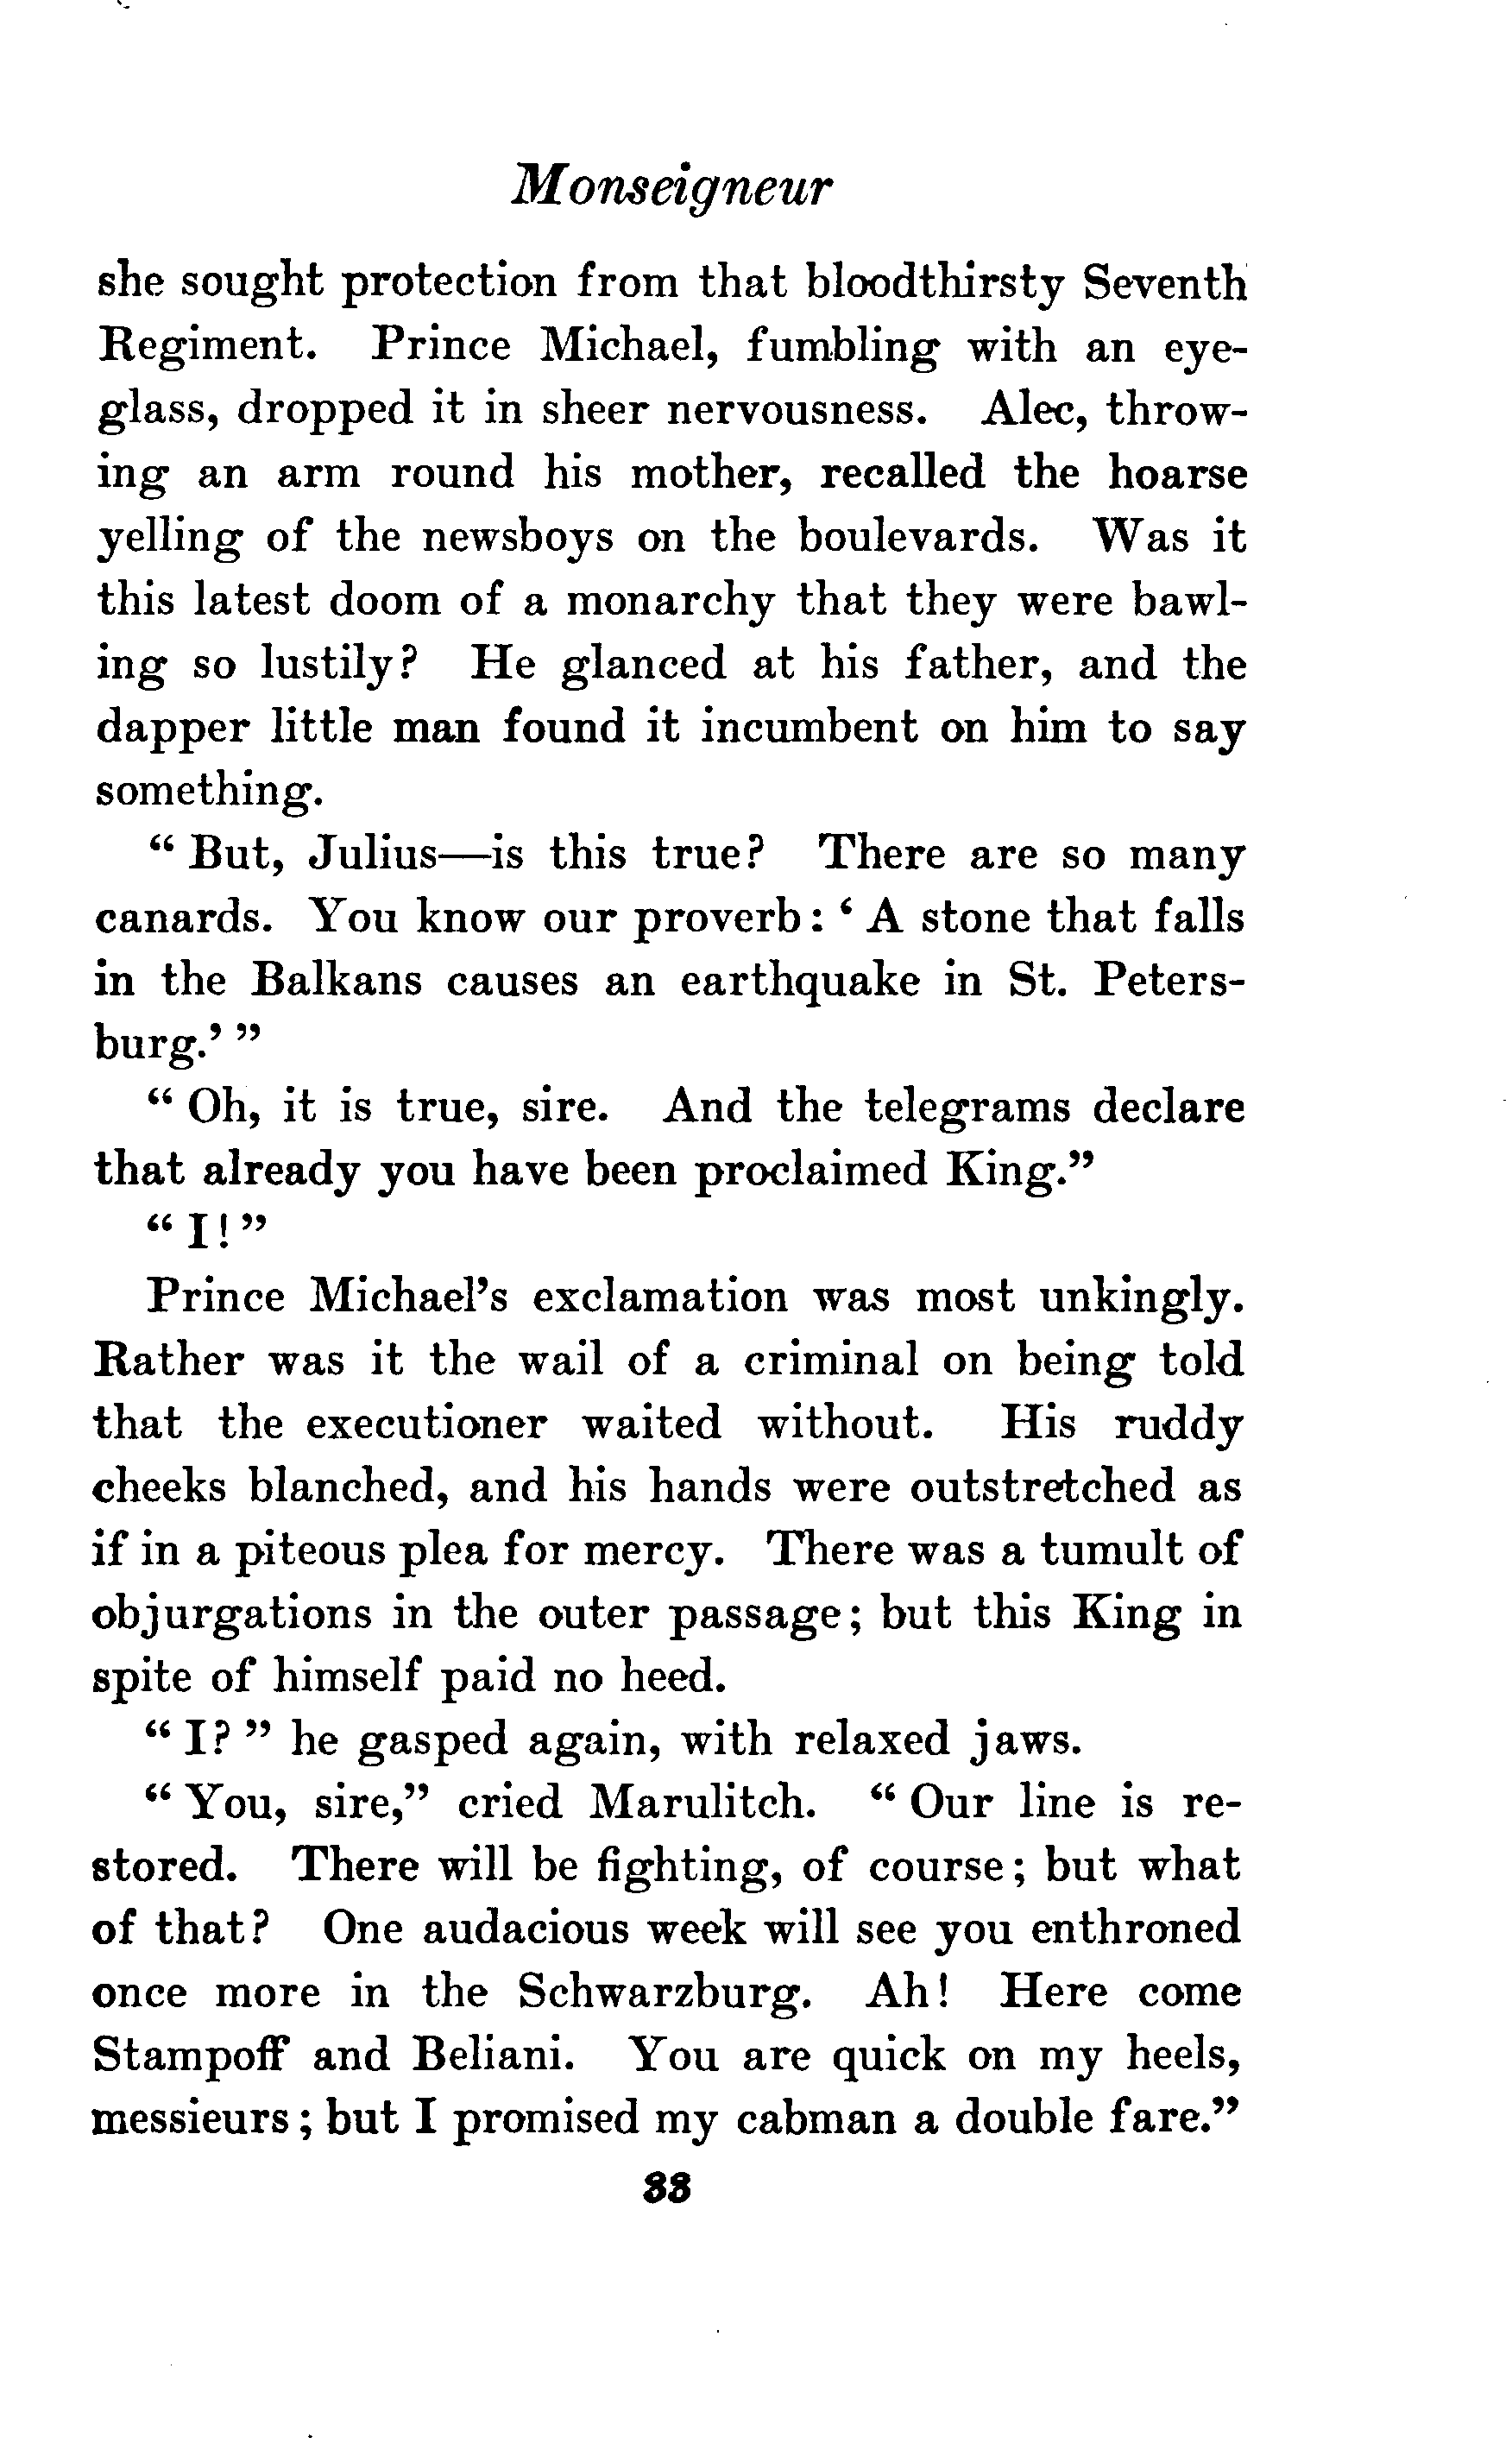 Monseigneur
she sought protection from that bloodthirsty Seventh
Regiment. Prince Michael, fumbling with an eye-
glass, dropped it in sheer nervousness. Alec, throw-
ing an arm round his mother, recalled the hoarse
yelling of the newsboys on the boulevards. Was it
this latest doom of a monarchy that they were bawl-
ing so lustily? He glanced at his father, and the
dapper little man found it incumbent on him to say
something.
“ But, Julius—is this true? There are so many
canards. You know our proverb: ‘ A stone that falls
in the Balkans causes an earthquake in St. Peters-
burg.’ ”
“ Oh, it is true, sire. And the telegrams declare
that already you have been proclaimed King.”
“ I! ”
Prince Michael’s exclamation was most unkingly.
Rather was it the wail of a criminal on being told
that the executioner waited without. His ruddy
cheeks blanched, and his hands were outstretched as
if in a piteous plea for mercy. There was a tumult of
objurgations in the outer passage; but this King in
spite of himself paid no heed.
“ I? ” he gasped again, with relaxed jaws.
“ You, sire,” cried Marulitch. “ Our line is re-
stored. There will be fighting, of course; but what
of that? One audacious week will see you enthroned
once more in the Schwarzburg. Ah! Here come
Stampoff and Beliani. You are quick on my heels,
messieurs; but I promised my cabman a double fare.”
33